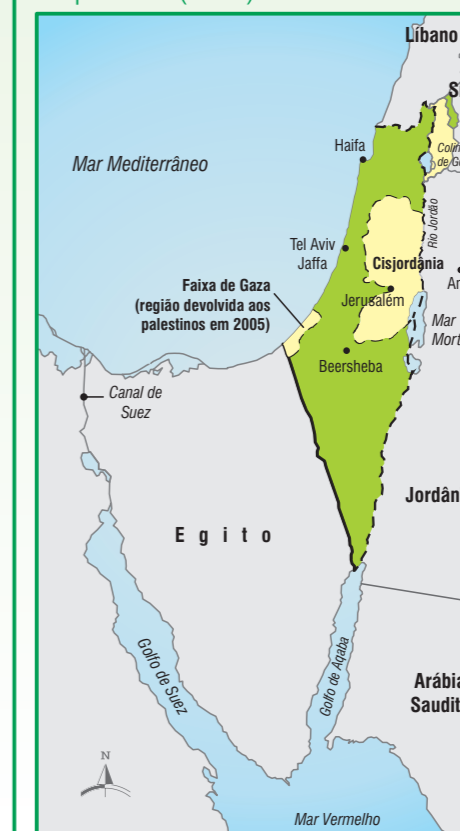 Líbano
Mar Mediterrâneo
Haifa
Rio Jordão
Tel Aviv
Jaffa
Cisjordânia
Faixa de Gaza
(região devolvida aos
palestinos em 2005)
Jerusalém
Mar
Mort
Beersheba
Canal de
Suez
Jordân
Egito
Golfo de Suez
Golfo de Aqaba
Arábia
Saudit
N
Mar Vermelho